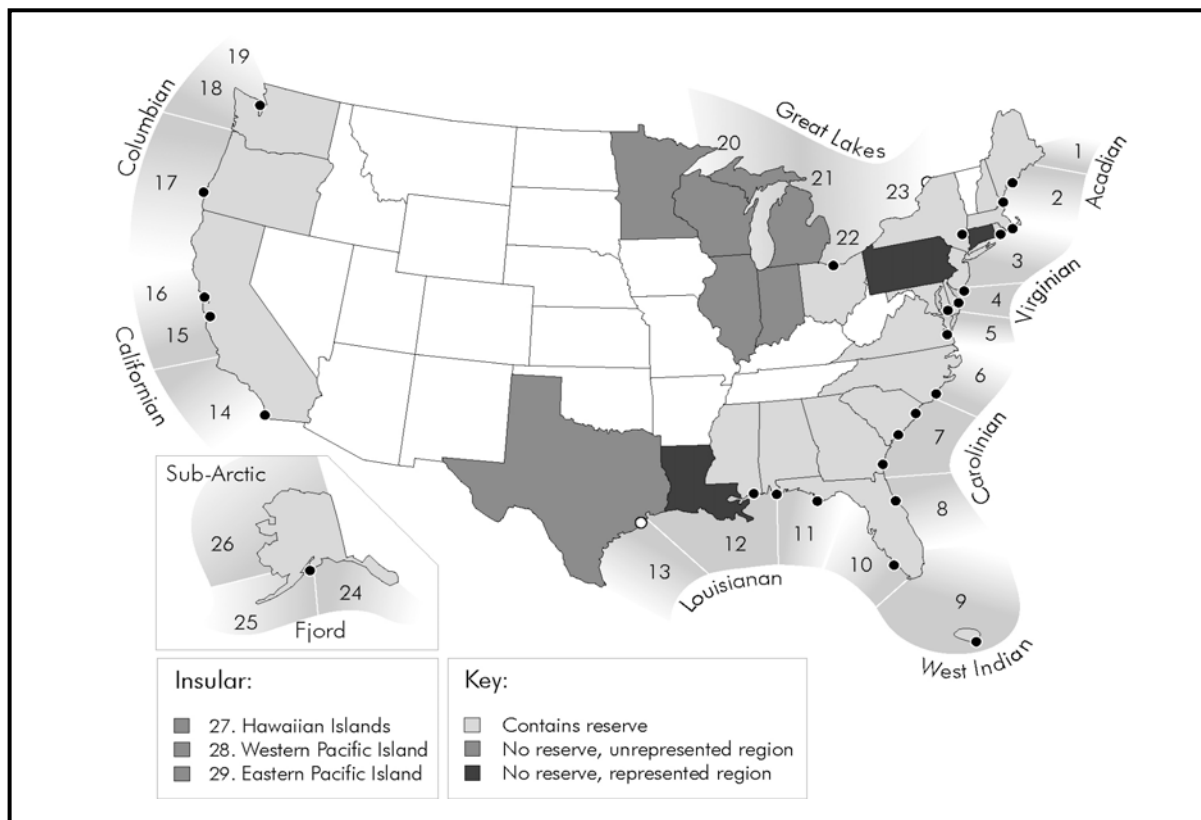 19
18
Columbian
17
16
15
Californian
14
20
Great Lakes
21
23
22
1
Acadian
2
3
Virginian
4
5
6
7
Carolinian
8
9
West Indian
10
11
12
Louisianan
13
Sub-Arctic
26
25
24
Fjord
Insular:
27. Hawaiian Islands
28. Western Pacific Island
29. Eastern Pacific Island
Key:
Contains reserve
No reserve, unrepresented region
No reserve, represented region